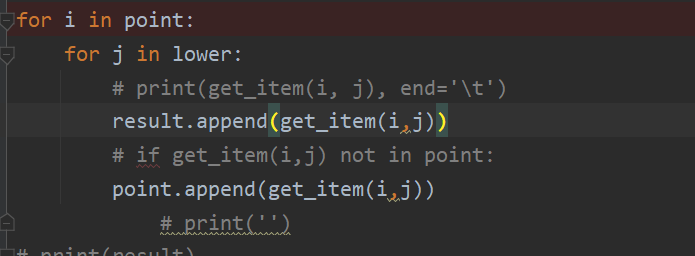 for i in point:
for j in lower:
# print(get_item(i, j), end='\t')
result.append(get_item(i,j))
# if get_item(i,j) not in point:
point.append(get_item(i,j))
# print('')
# print(result)